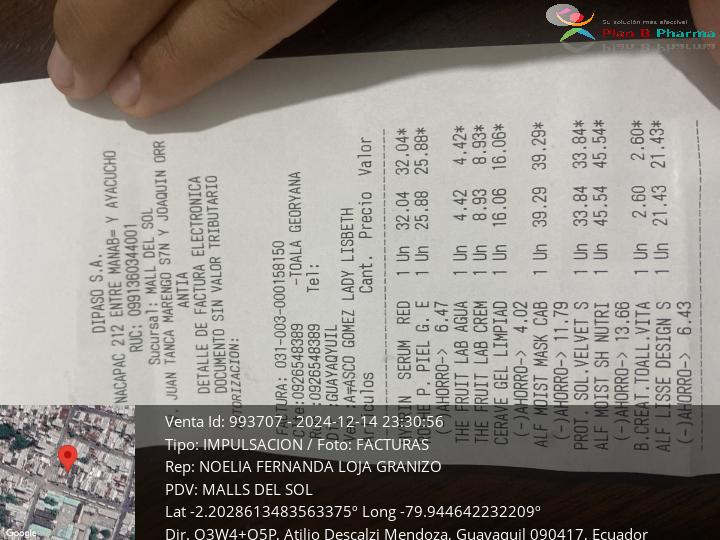 Su solución más efectiva!
Plan B Pharma
DIPASO S.A.
NACAPAC 212 ENTRE MANAB= Y AYACUCHO
RUC: 0991360344001
Sucursal: MALL DEL SOL
JUAN TANCA MARENGO S7N Y JOAQUIN ORR
ANTIA
DETALLE DE FACTURA ELECTRONICA
DOCUMENTO SIN VALOR TRIBUTARIO
TORIZACION:
FACTURA: 031-003-000158150
:0926548389 -TOALA GEORYANA
:0926548389 Tel:
:GUAYAQUIL
GOMEZ LADY LISBETH
Cant. Precio Valor
SERUM RED 1 Un 32.04 32.04*
P. PIEL G. E 1 Un 25.88 25.88*
(-)AHORRO-> 6.47
THE FRUIT LAB AGUA 1 Un 4.42 4.42*
THE FRUIT LAB CREM 1 Un 8.93 8.93*
CERAVE GEL LIMPIAD 1 Un 16.06 16.06*
(-)AHORRO-> 4.02
ALF MOIST MASK CAB 1 Un 39.29 39.29*
(-)AHORRO-> 11.79
PROT. SOL.VELVET S 1 Un 33.84 33.84*
ALF MOIST SH NUTRI 1 Un 45.54 45.54*
(-)AHORRO-> 13.66
B.CREAT.TOALL.VITA 1 Un 2.60 2.60*
ALF LISSE DESIGN S 1 Un 21.43 21.43*
(-)AHORRO-> 6.43
Venta Id: 993707 - 2024-12-14 23:30:56
Tipo: IMPULSACION / Foto: FACTURAS
Rep: NOELIA FERNANDA LOJA GRANIZO
PDV: MALLS DEL SOL
Lat -2.2028613483563375° Long -79.944642232209°
Dir. Q3W4+Q5P, Atilio Descalzi Mendoza, Guayaquil 090417, Ecuador
Google